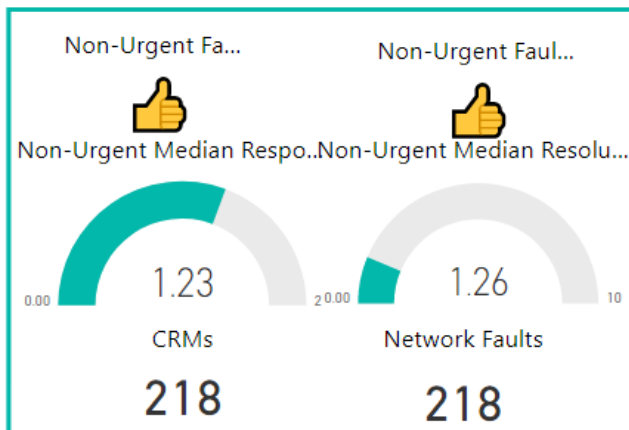 Non-Urgent Fa...
Non-Urgent Faul...
Non-Urgent Median Respo...
Non-Urgent Median Resolu...
1.23
0.00
2
1.26
0.00
10
CRMs
Network Faults
218
218